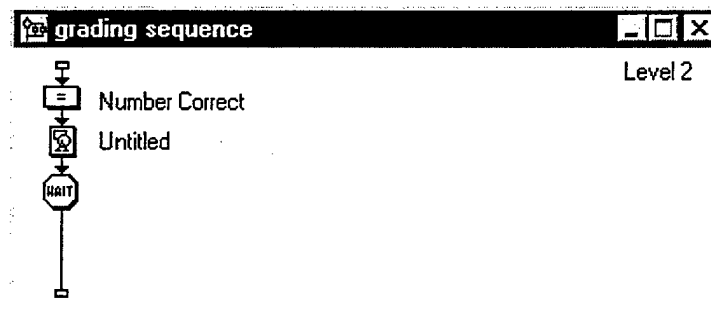 grading sequence
Level 2
=
Number Correct
Untitled
WAIT